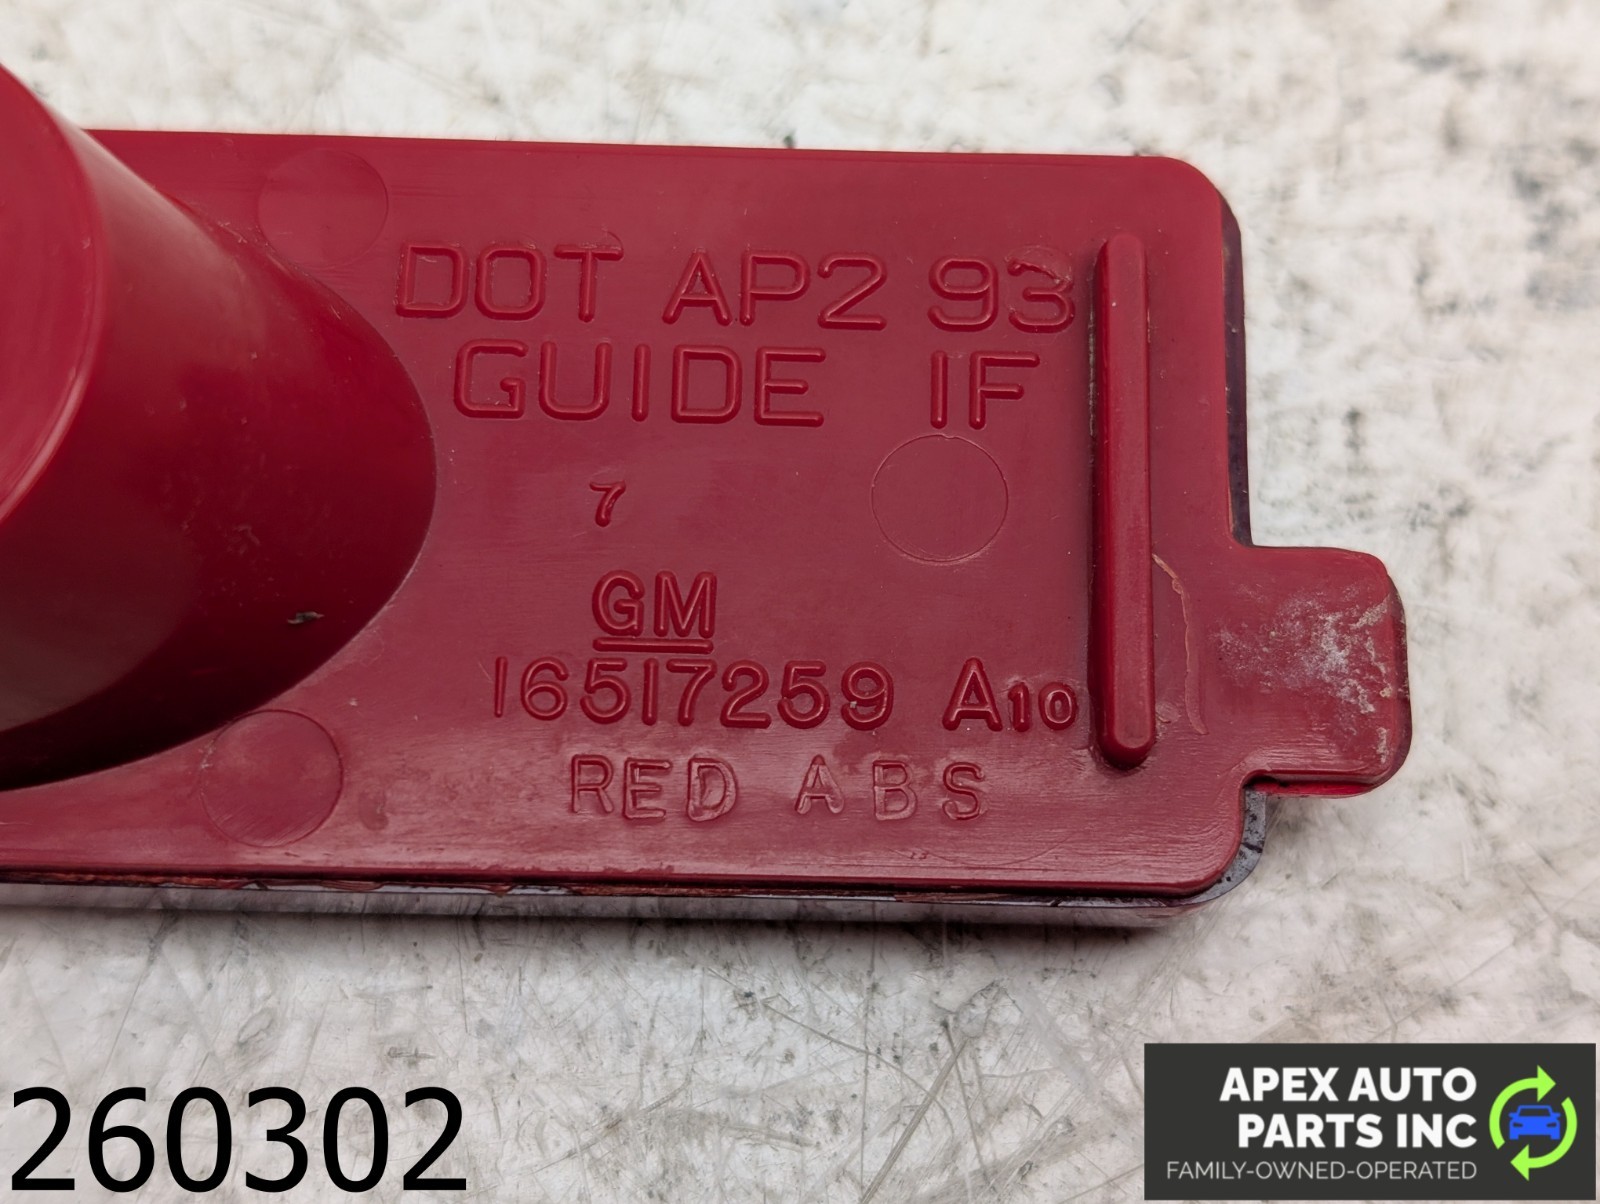 DOT AP2 93
GUIDE IF
7
GM
16517259 A10
RED ABS
260302
APEX AUTO
PARTS INC
FAMILY-OWNED-OPERATED